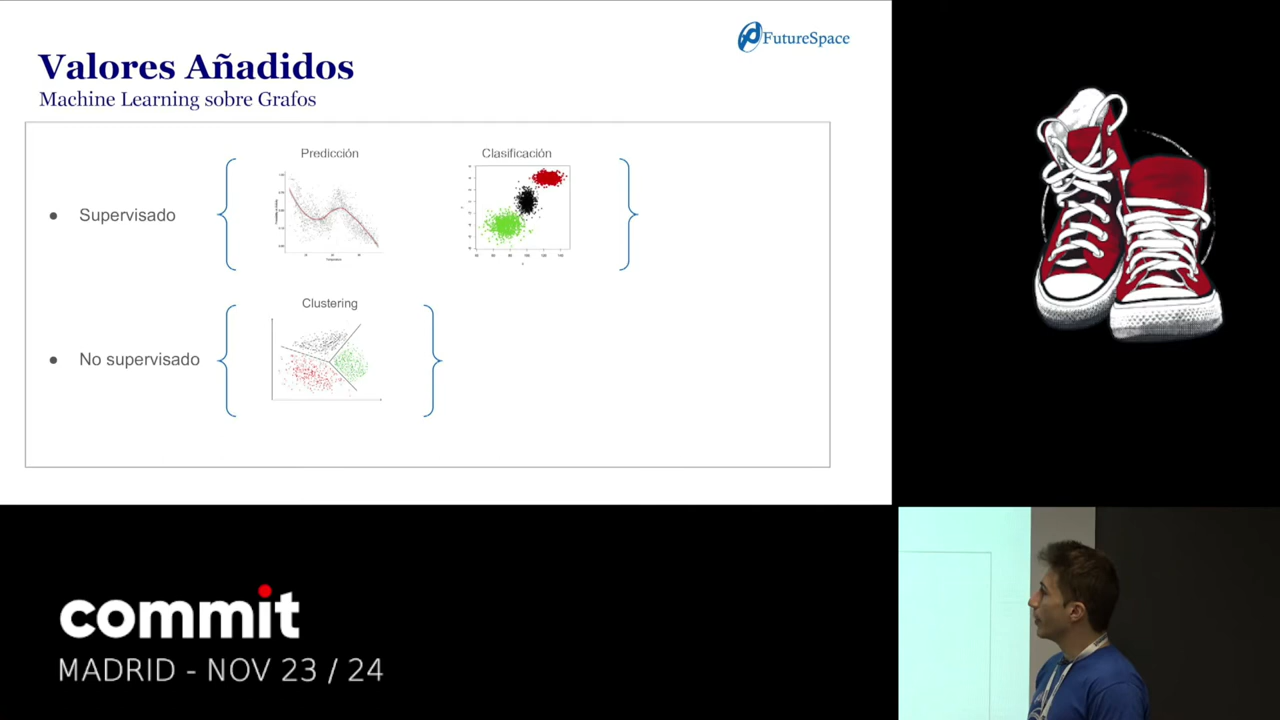 FutureSpace
Valores Añadidos
Machine Learning sobre Grafos
Predicción
Clasificación
● Supervisado
Clustering
● No supervisado
commit
MADRID - NOV 23 / 24